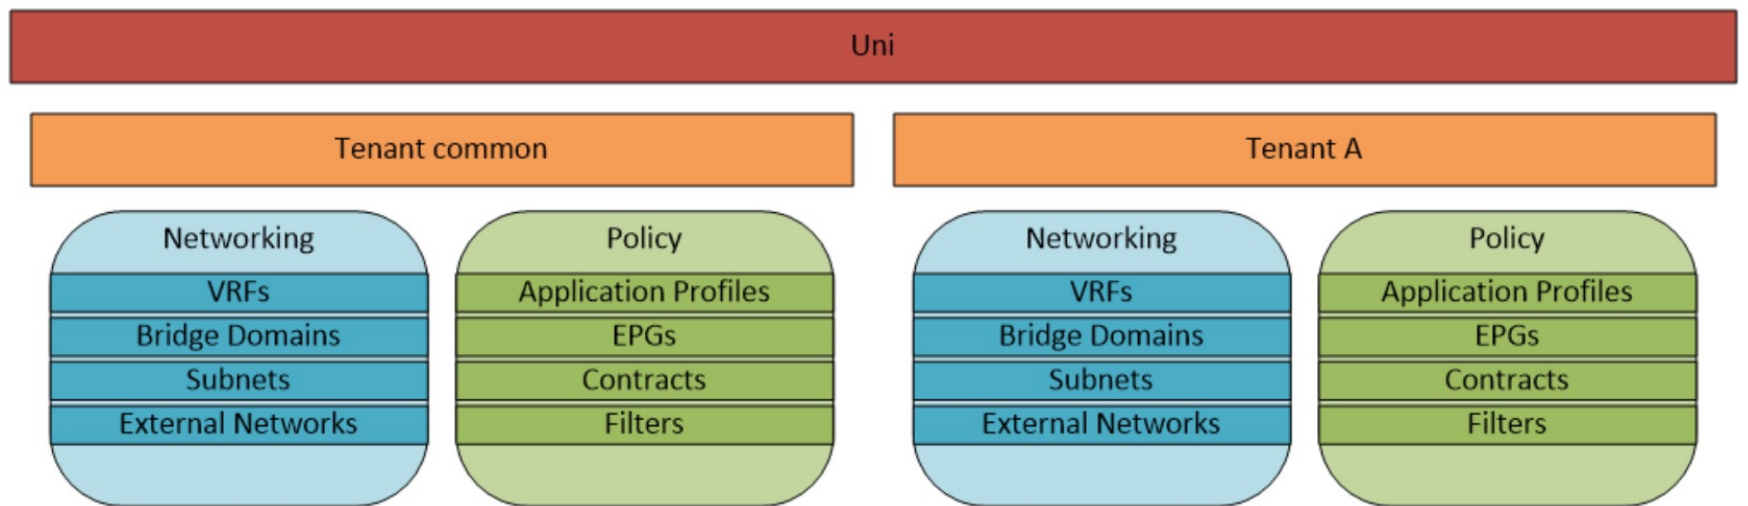 Uni
Tenant common
Tenant A
Networking
VRFs
Bridge Domains
Subnets
External Networks
Policy
Application Profiles
EPGs
Contracts
Filters
Networking
VRFs
Bridge Domains
Subnets
External Networks
Policy
Application Profiles
EPGs
Contracts
Filters